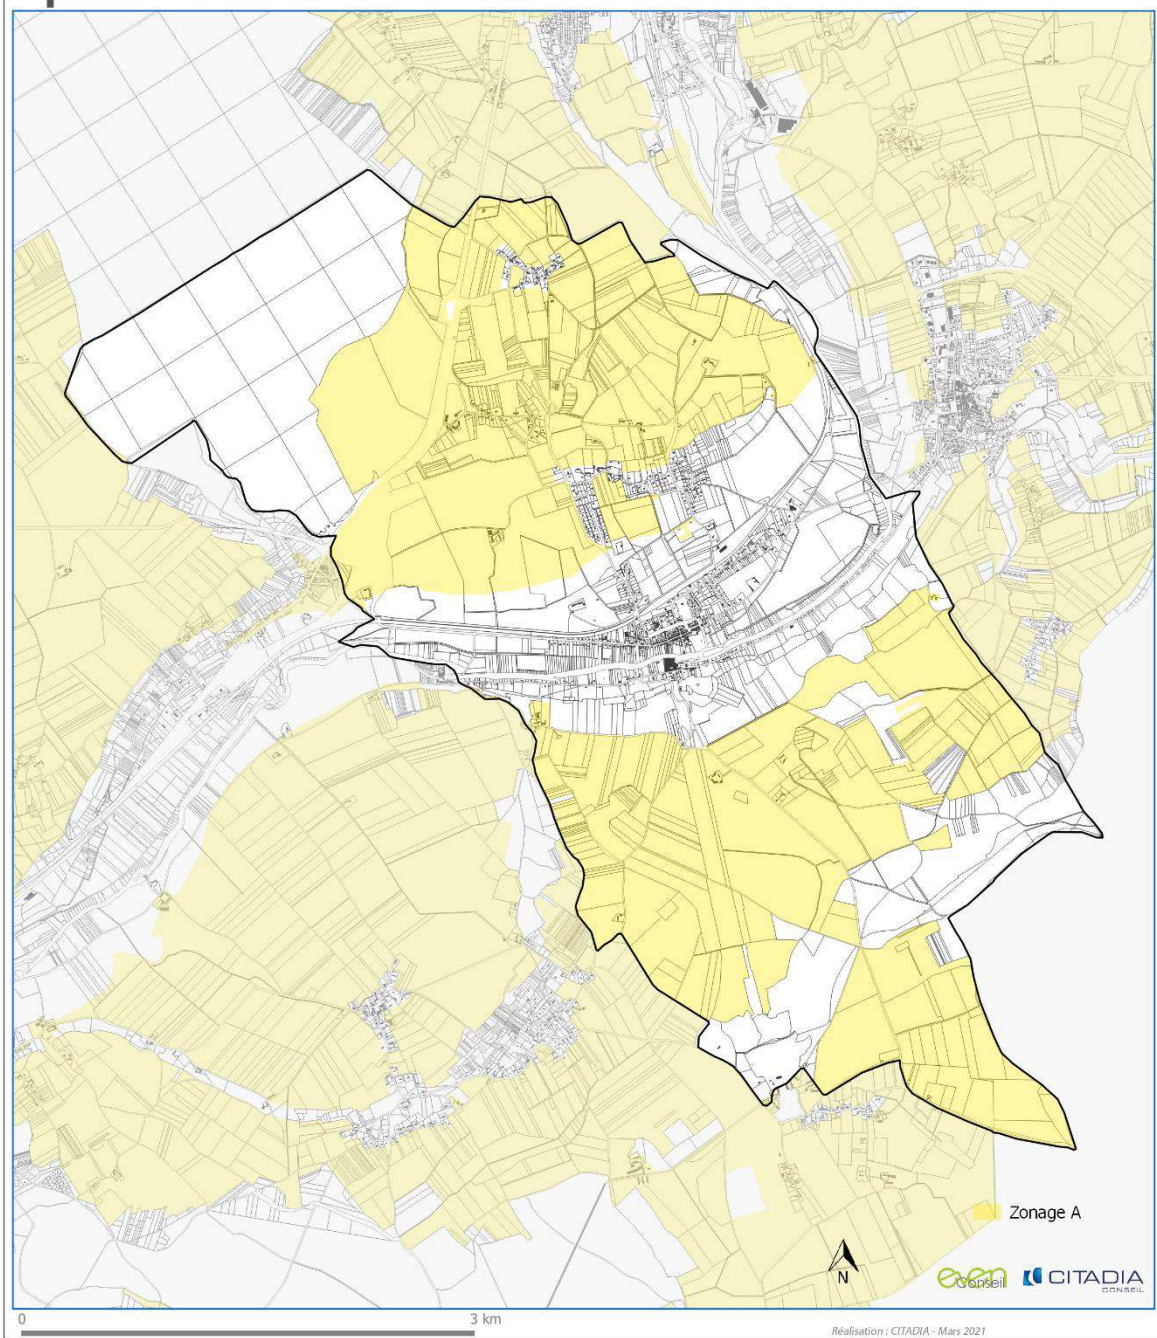 Zonage A
N
even
Conseil
CITADIA
CONSEIL
0 3 km
Réalisation : CITADIA - Mars 2021